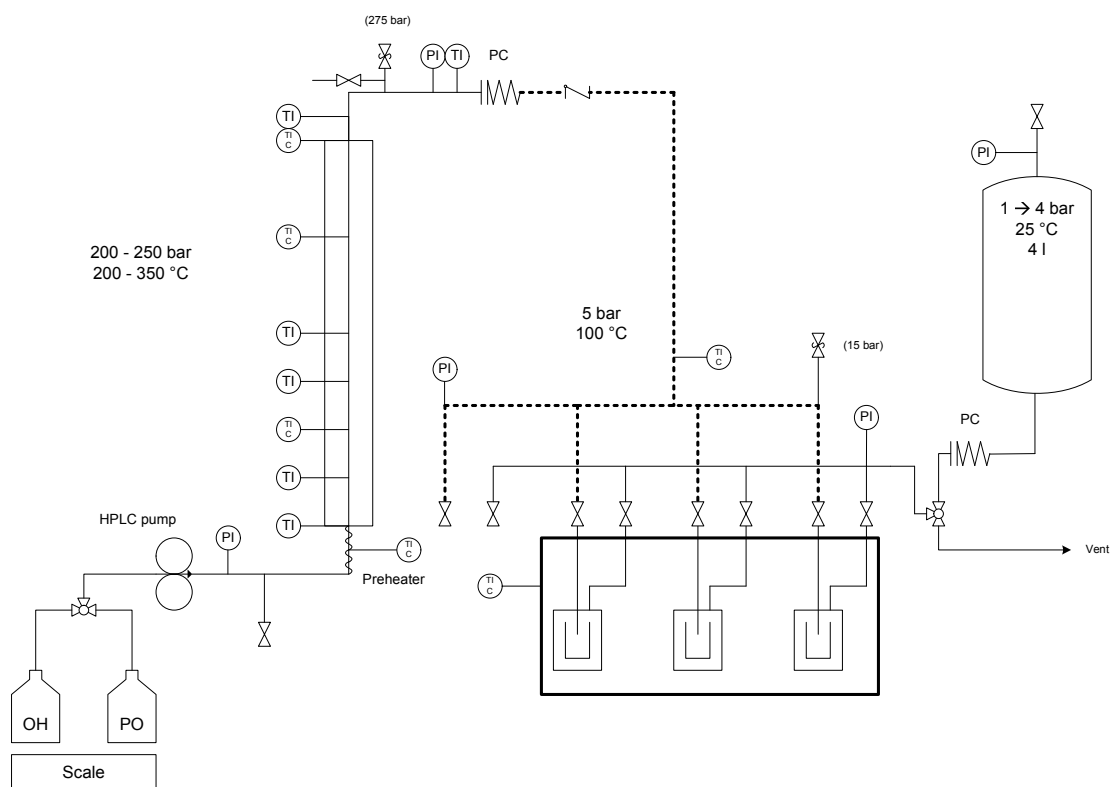 (275 bar)
PI
TI
PC
TI
TI
C
PI
1 → 4 bar
25 °C
4 l
TI
C
200 - 250 bar
200 - 350 °C
5 bar
100 °C
TI
(15 bar)
TI
C
PI
TI
PC
PI
TI
C
TI
HPLC pump
TI
PI
TI
C
Vent
Preheater
TI
C
OH
PO
Scale